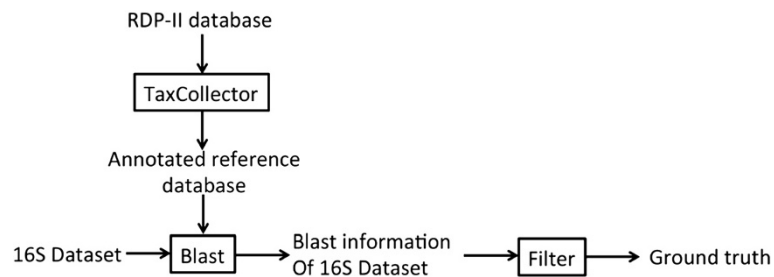 RDP-II database
TaxCollector
Annotated reference
database
16S Dataset
Blast
Blast information
Of 16S Dataset
Filter
Ground truth